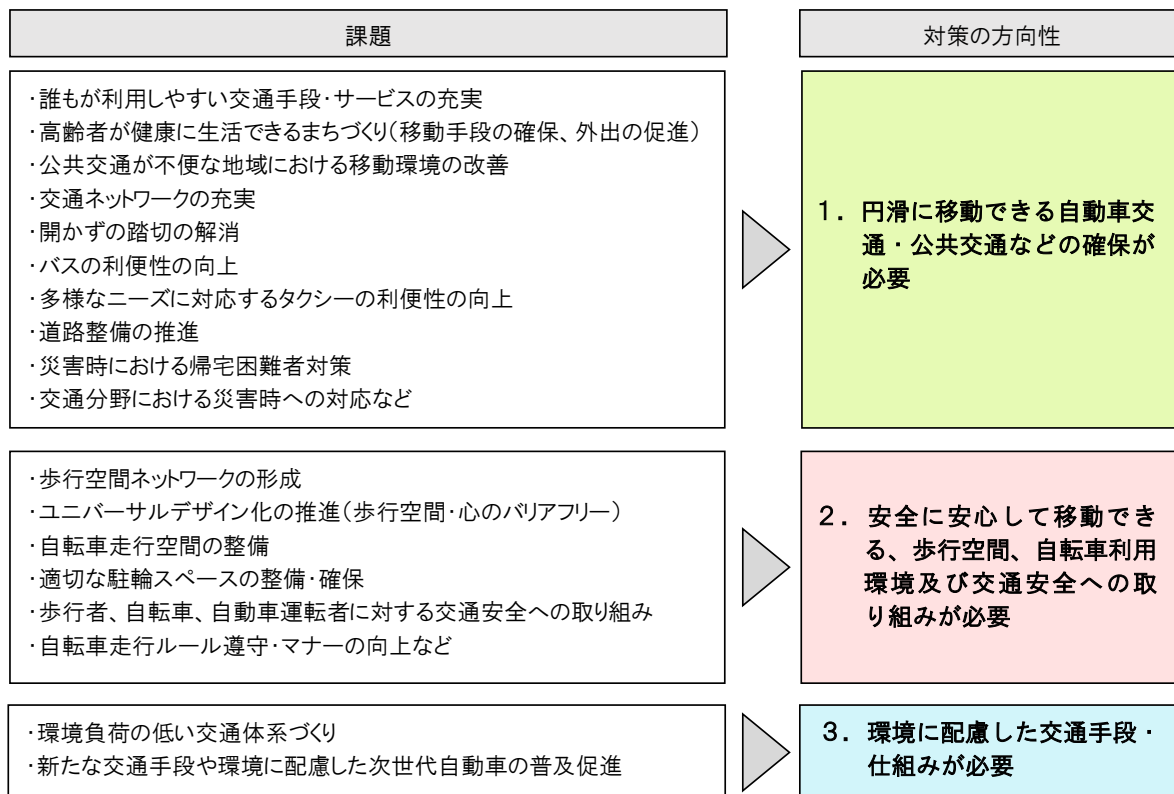 課題
対策の方向性
・誰もが利用しやすい交通手段・サービスの充実
・高齢者が健康に生活できるまちづくり（移動手段の確保、外出の促進）
・公共交通が不便な地域における移動環境の改善
・交通ネットワークの充実
・開かずの踏切の解消
・バスの利便性の向上
・多様なニーズに対応するタクシーの利便性の向上
・道路整備の推進
・災害時における帰宅困難者対策
・交通分野における災害時への対応など
１．円滑に移動できる自動車交
通・公共交通などの確保が
必要
・歩行空間ネットワークの形成
・ユニバーサルデザイン化の推進（歩行空間・心のバリアフリー）
・自転車走行空間の整備
・適切な駐輪スペースの整備・確保
・歩行者、自転車、自動車運転者に対する交通安全への取り組み
・自転車走行ルール遵守・マナーの向上など
２．安全に安心して移動でき
る、歩行空間、自転車利用
環境及び交通安全への取
り組みが必要
・環境負荷の低い交通体系づくり
・新たな交通手段や環境に配慮した次世代自動車の普及促進
３．環境に配慮した交通手段・
仕組みが必要